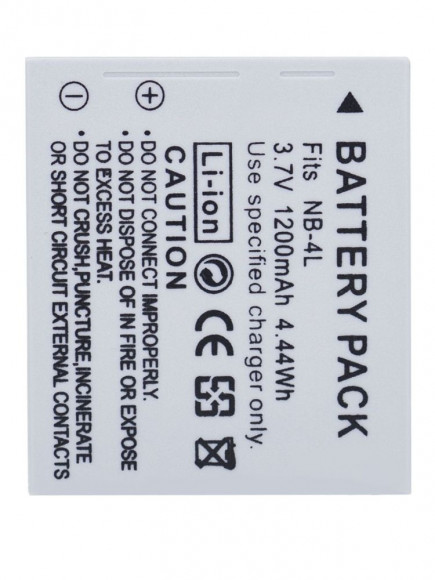 BATTERY PACK
Fits NB-4L
3.7V 1200mAh 4.44Wh
Use specified charger only.
Li-ion CE
CAUTION
• DO NOT CONNECT IMPROPERLY.
• DO NOT DISPOSE OF IN FIRE OR EXPOSE
TO EXCESS HEAT.
• DO NOT CRUSH,PUNCTURE,INCINERATE
OR SHORT CIRCUIT EXTERNAL CONTACTS